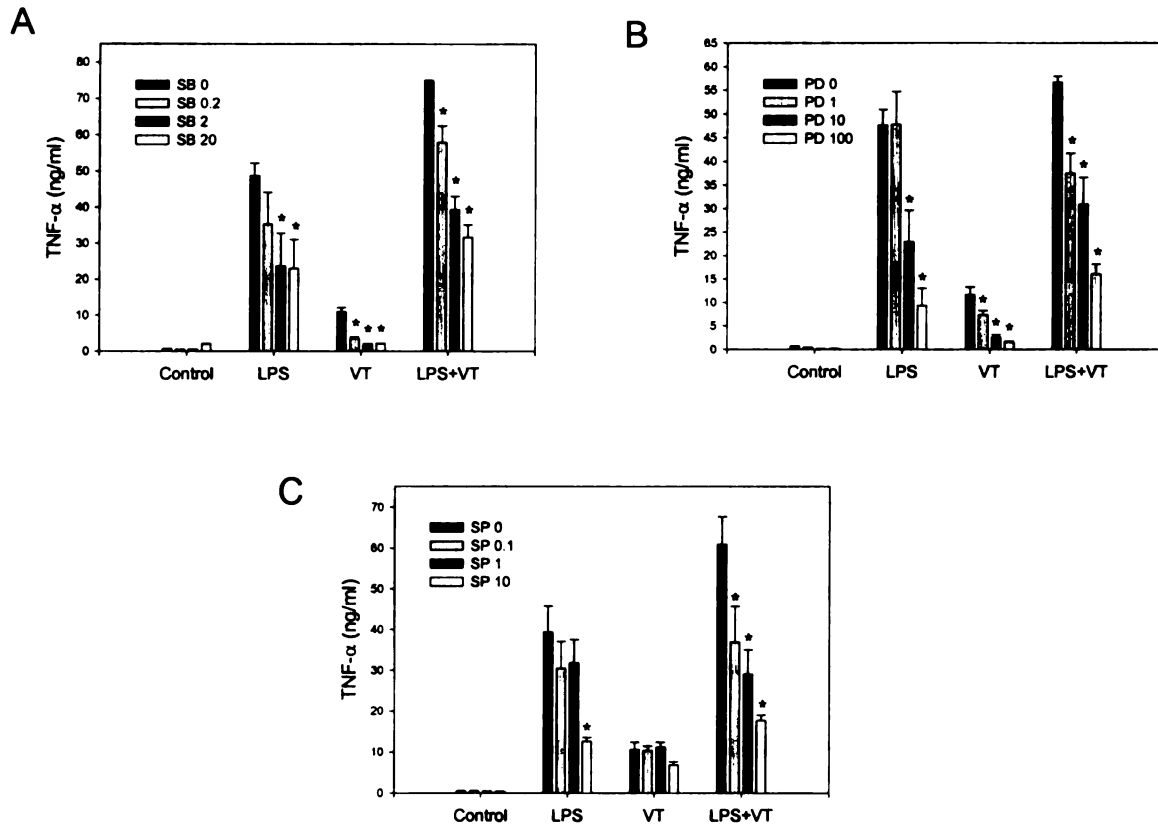 A
TNF-α (ng/ml)
80
70
60
50
40
30
20
10
0
SB 0
SB 0.2
SB 2
SB 20
* * * * * * * *
Control LPS VT LPS+VT
B
TNF-α (ng/ml)
65
60
55
50
45
40
35
30
25
20
15
10
5
0
PD 0
PD 1
PD 10
PD 100
* * * * * * * *
Control LPS VT LPS+VT
C
TNF-α (ng/ml)
70
60
50
40
30
20
10
0
SP 0
SP 0.1
SP 1
SP 10
* * * *
Control LPS VT LPS+VT